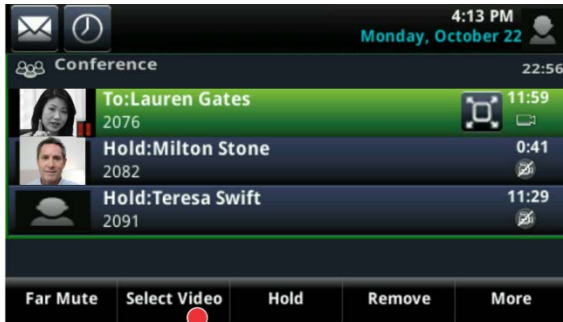 4:13 PM
Monday, October 22
Conference
22:56
To:Lauren Gates
11:59
2076
Hold:Milton Stone
0:41
2082
Hold:Teresa Swift
11:29
2091
Far Mute
Select Video
Hold
Remove
More